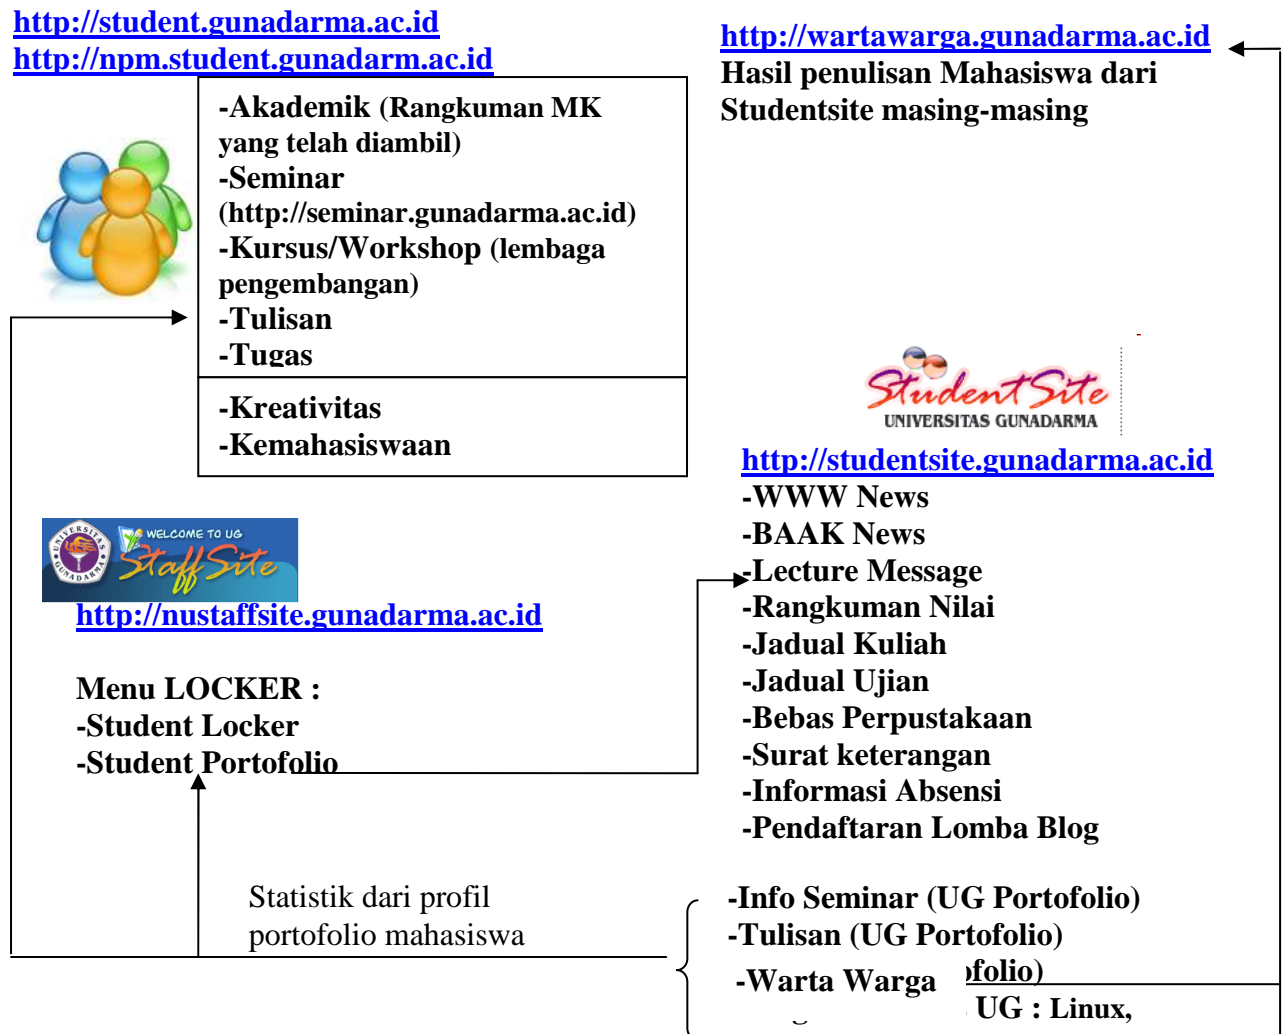 http://student.gunadarma.ac.id
http://npm.student.gunadarm.ac.id
-Akademik (Rangkuman MK
yang telah diambil)
-Seminar
(http://seminar.gunadarma.ac.id)
-Kursus/Workshop (lembaga
pengembangan)
-Tulisan
-Tugas
-Kreativitas
-Kemahasiswaan
http://wartawarga.gunadarma.ac.id
Hasil penulisan Mahasiswa dari
Studentsite masing-masing
StudentSite
UNIVERSITAS GUNADARMA
http://studentsite.gunadarma.ac.id
-WWW News
-BAAK News
-Lecture Message
-Rangkuman Nilai
-Jadual Kuliah
-Jadual Ujian
-Bebas Perpustakaan
-Surat keterangan
-Informasi Absensi
-Pendaftaran Lomba Blog
UNIVERSITAS GUNADARMA
WELCOME TO UG
StaffSite
http://nustaffsite.gunadarma.ac.id
Menu LOCKER :
-Student Locker
-Student Portofolio
Statistik dari profil
portofolio mahasiswa
-Info Seminar (UG Portofolio)
-Tulisan (UG Portofolio)
-Warta Warga
UG : Linux,